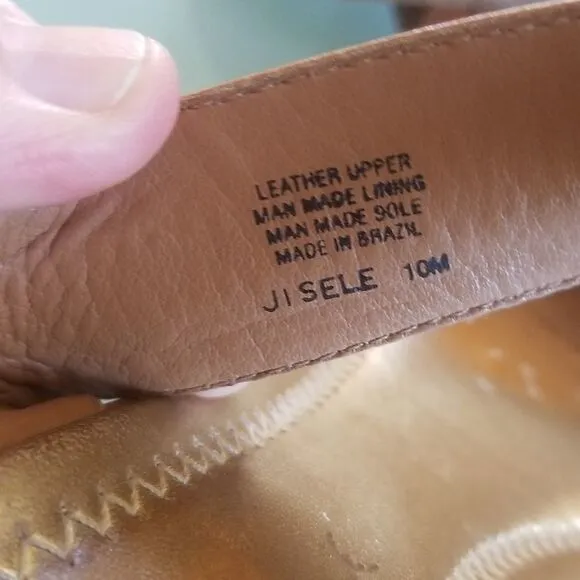 LEATHER UPPER
MAN MADE LINING
MAN MADE SOLE
MADE IN BRAZIL
JISELE 10M